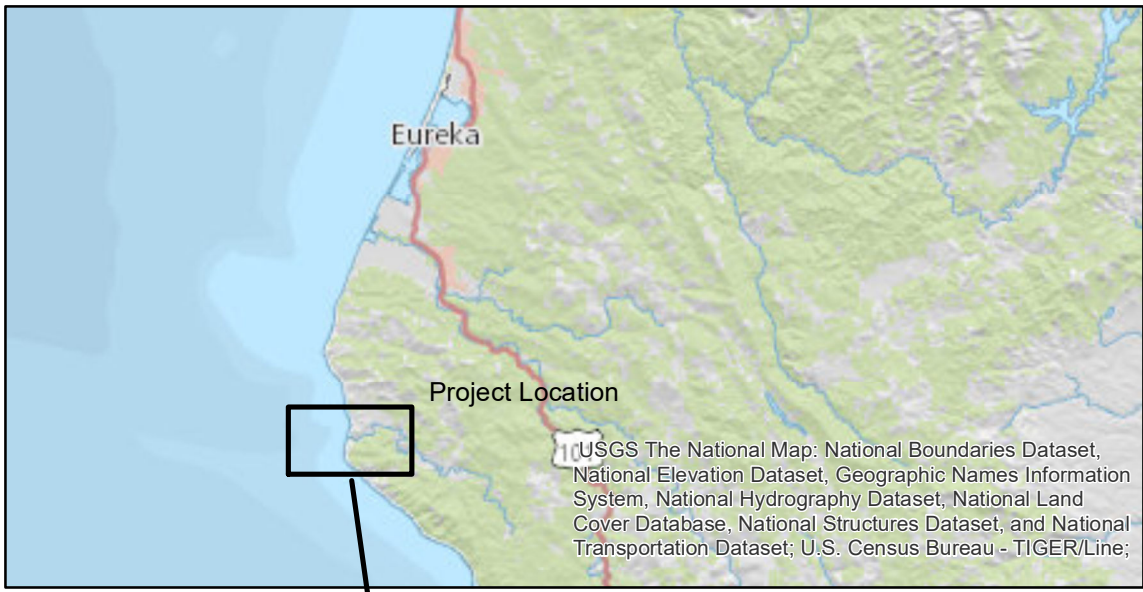 Eureka
Project Location
101
USGS The National Map: National Boundaries Dataset,
National Elevation Dataset, Geographic Names Information
System, National Hydrography Dataset, National Land
Cover Database, National Structures Dataset, and National
Transportation Dataset; U.S. Census Bureau - TIGER/Line;